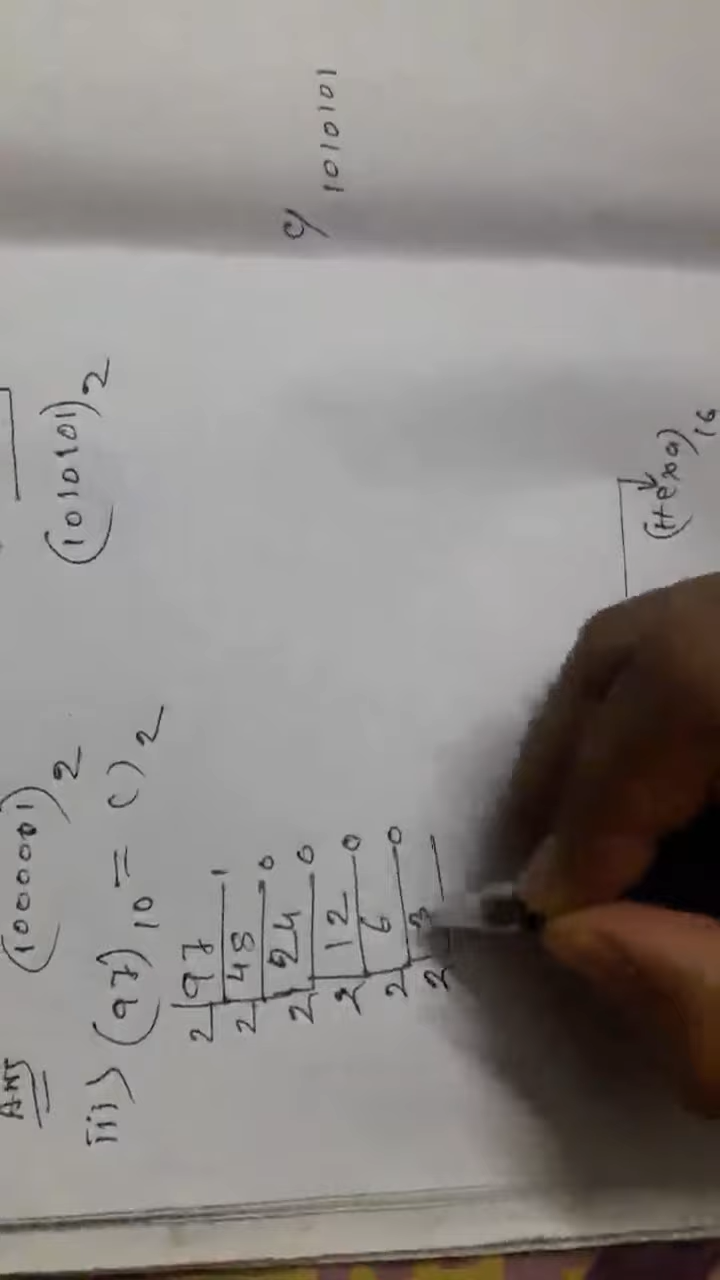 ANS (1000001)2 (1010101)2
iii) (97)10 = ( )2
2 97 1
2 48 0
2 24 0
2 12 0
2 6 0
2 3
1010101
(Hexa)16